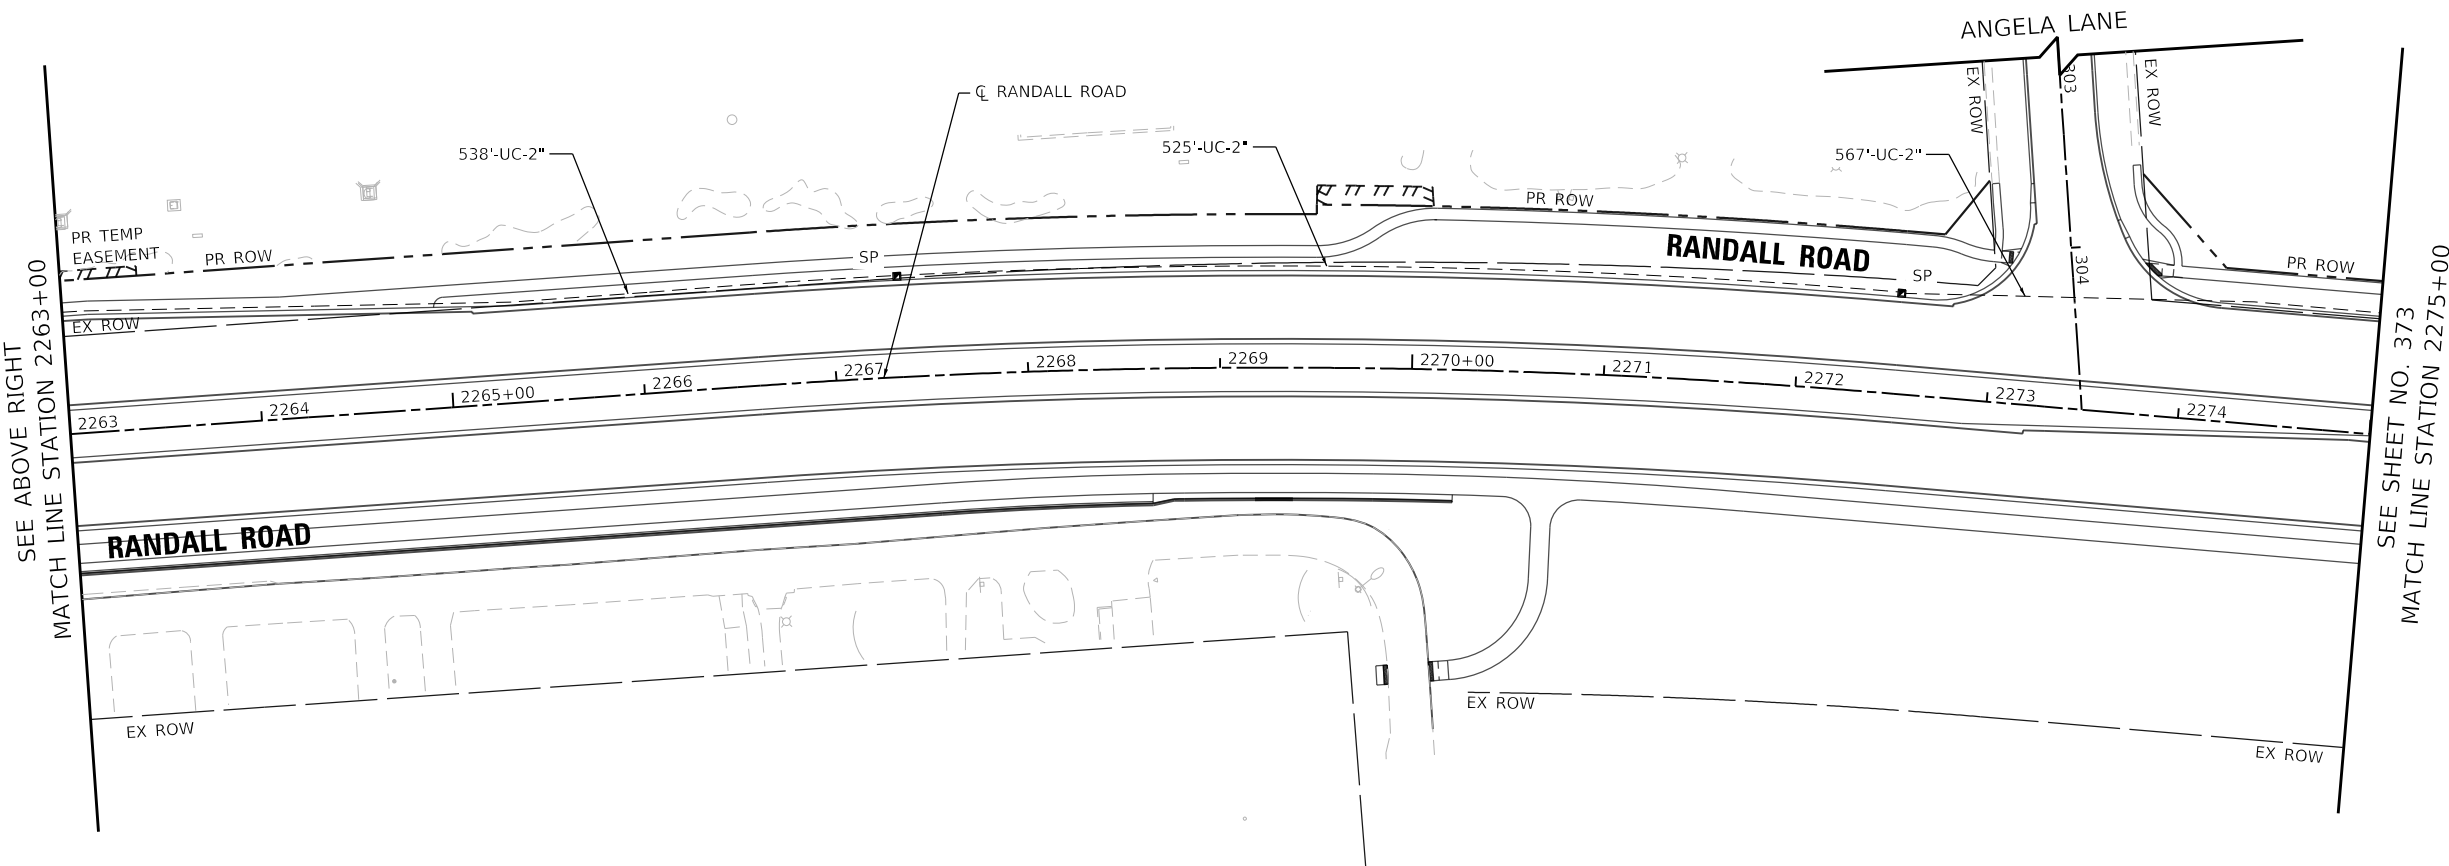 ANGELA LANE
EX ROW
303
EX ROW
℄ RANDALL ROAD
538'-UC-2"
525'-UC-2"
567'-UC-2"
PR TEMP
EASEMENT
PR ROW
SP
PR ROW
RANDALL ROAD
SP
304
PR ROW
EX ROW
SEE ABOVE RIGHT
MATCH LINE STATION 2263+00
2263
2264
2265+00
2266
2267
2268
2269
2270+00
2271
2272
2273
2274
SEE SHEET NO. 373
MATCH LINE STATION 2275+00
RANDALL ROAD
EX ROW
EX ROW
EX ROW